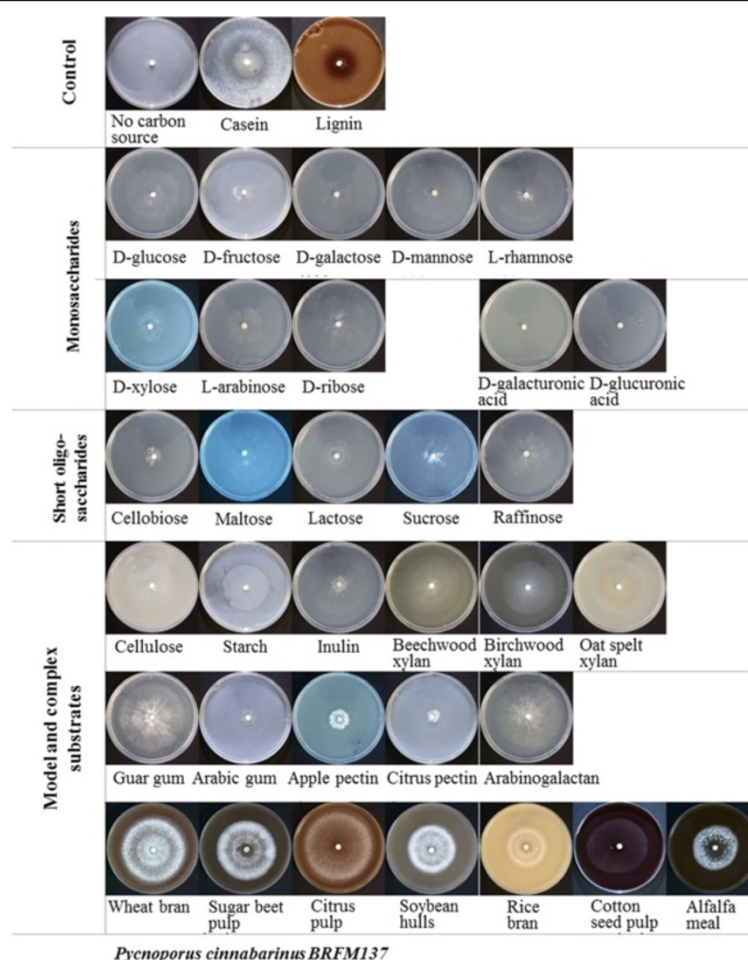 Control
No carbon source
Casein
Lignin
Monosaccharides
D-glucose
D-fructose
D-galactose
D-mannose
L-rhamnose
D-xylose
L-arabinose
D-ribose
D-galacturonic acid
D-glucuronic acid
Short oligo-
saccharides
Cellobiose
Maltose
Lactose
Sucrose
Raffinose
Model and complex
substrates
Cellulose
Starch
Inulin
Beechwood xylan
Birchwood xylan
Oat spelt xylan
Guar gum
Arabic gum
Apple pectin
Citrus pectin
Arabinogalactan
Wheat bran
Sugar beet pulp
Citrus pulp
Soybean hulls
Rice bran
Cotton seed pulp
Alfalfa meal
Pycnoporus cinnabarinus BRFM137